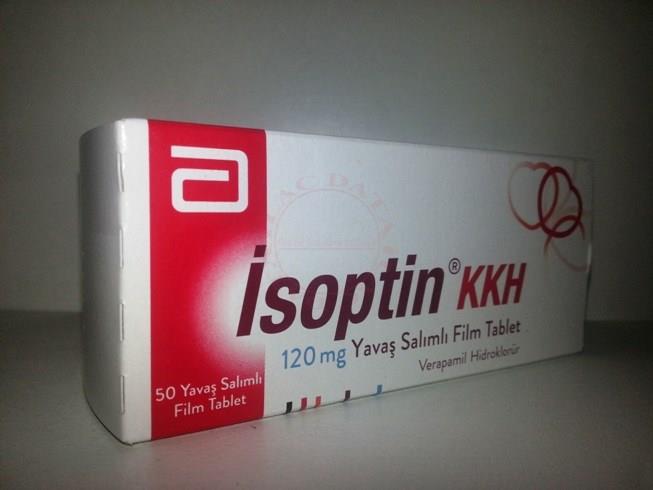 İsoptin® KKH
120 mg Yavaş Salımlı Film Tablet
Verapamil Hidroklorür
50 Yavaş Salımlı
Film Tablet